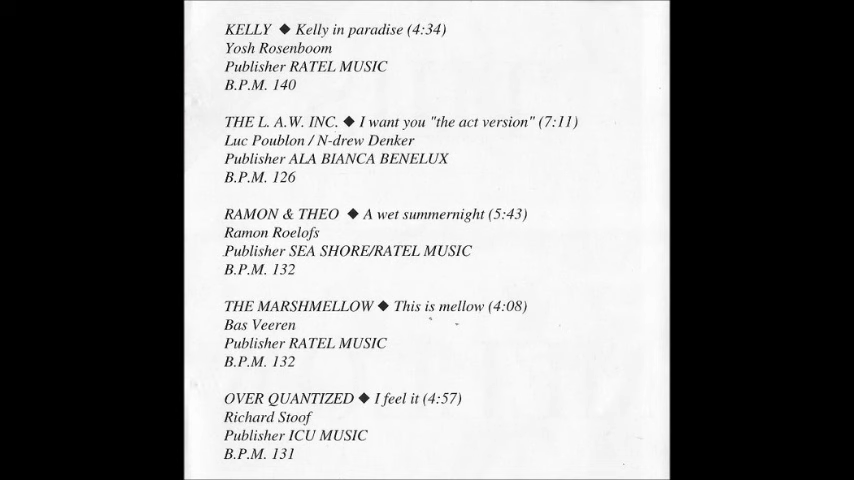 KELLY ◆ Kelly in paradise (4:34)
Yosh Rosenboom
Publisher RATEL MUSIC
B.P.M. 140
THE L. A.W. INC. ◆ I want you "the act version" (7:11)
Luc Poublon / N-drew Denker
Publisher ALA BIANCA BENELUX
B.P.M. 126
RAMON & THEO ◆ A wet summernight (5:43)
Ramon Roelofs
Publisher SEA SHORE/RATEL MUSIC
B.P.M. 132
THE MARSHMELLOW ◆ This is mellow (4:08)
Bas Veeren
Publisher RATEL MUSIC
B.P.M. 132
OVER QUANTIZED ◆ I feel it (4:57)
Richard Stoof
Publisher ICU MUSIC
B.P.M. 131